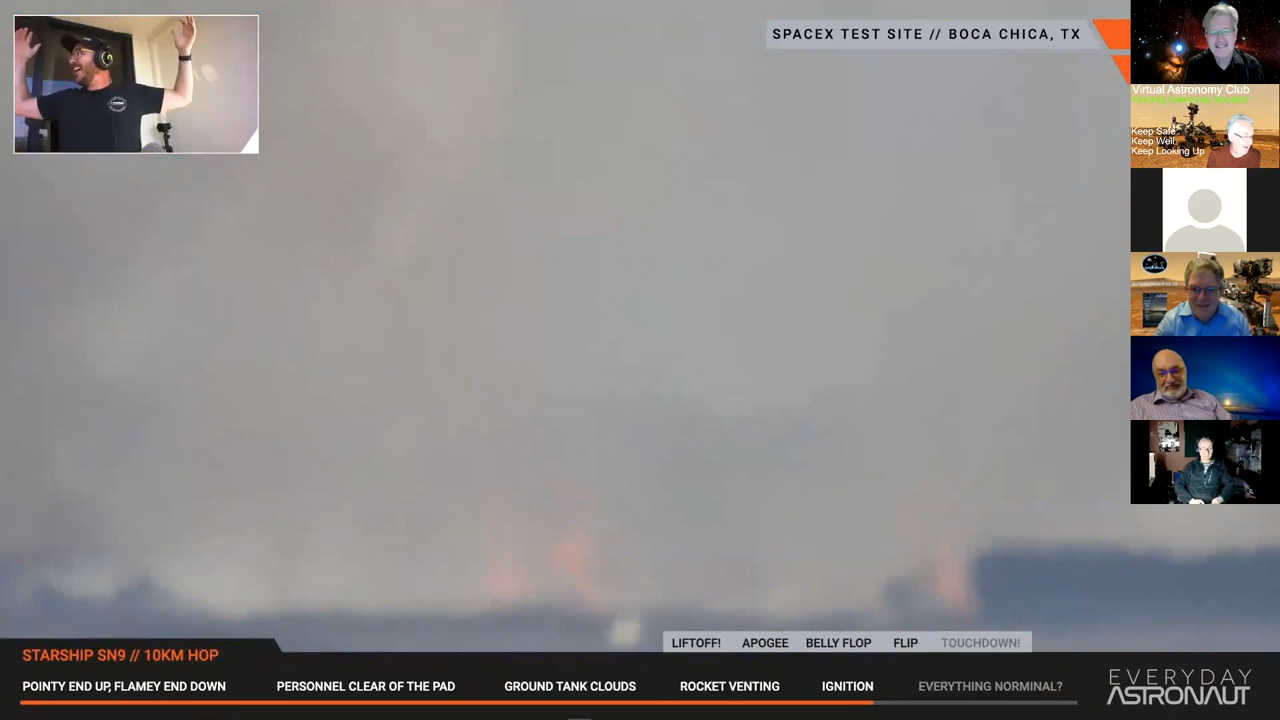 SPACEX TEST SITE // BOCA CHICA, TX
Virtual Astronomy Club
Keep Safe
Keep Well
Keep Looking Up
LIFTOFF! APOGEE BELLY FLOP FLIP TOUCHDOWN!
STARSHIP SN9 // 10KM HOP
POINTY END UP, FLAMEY END DOWN PERSONNEL CLEAR OF THE PAD GROUND TANK CLOUDS ROCKET VENTING IGNITION EVERYTHING NORMINAL?
EVERYDAY
ASTRONAUT